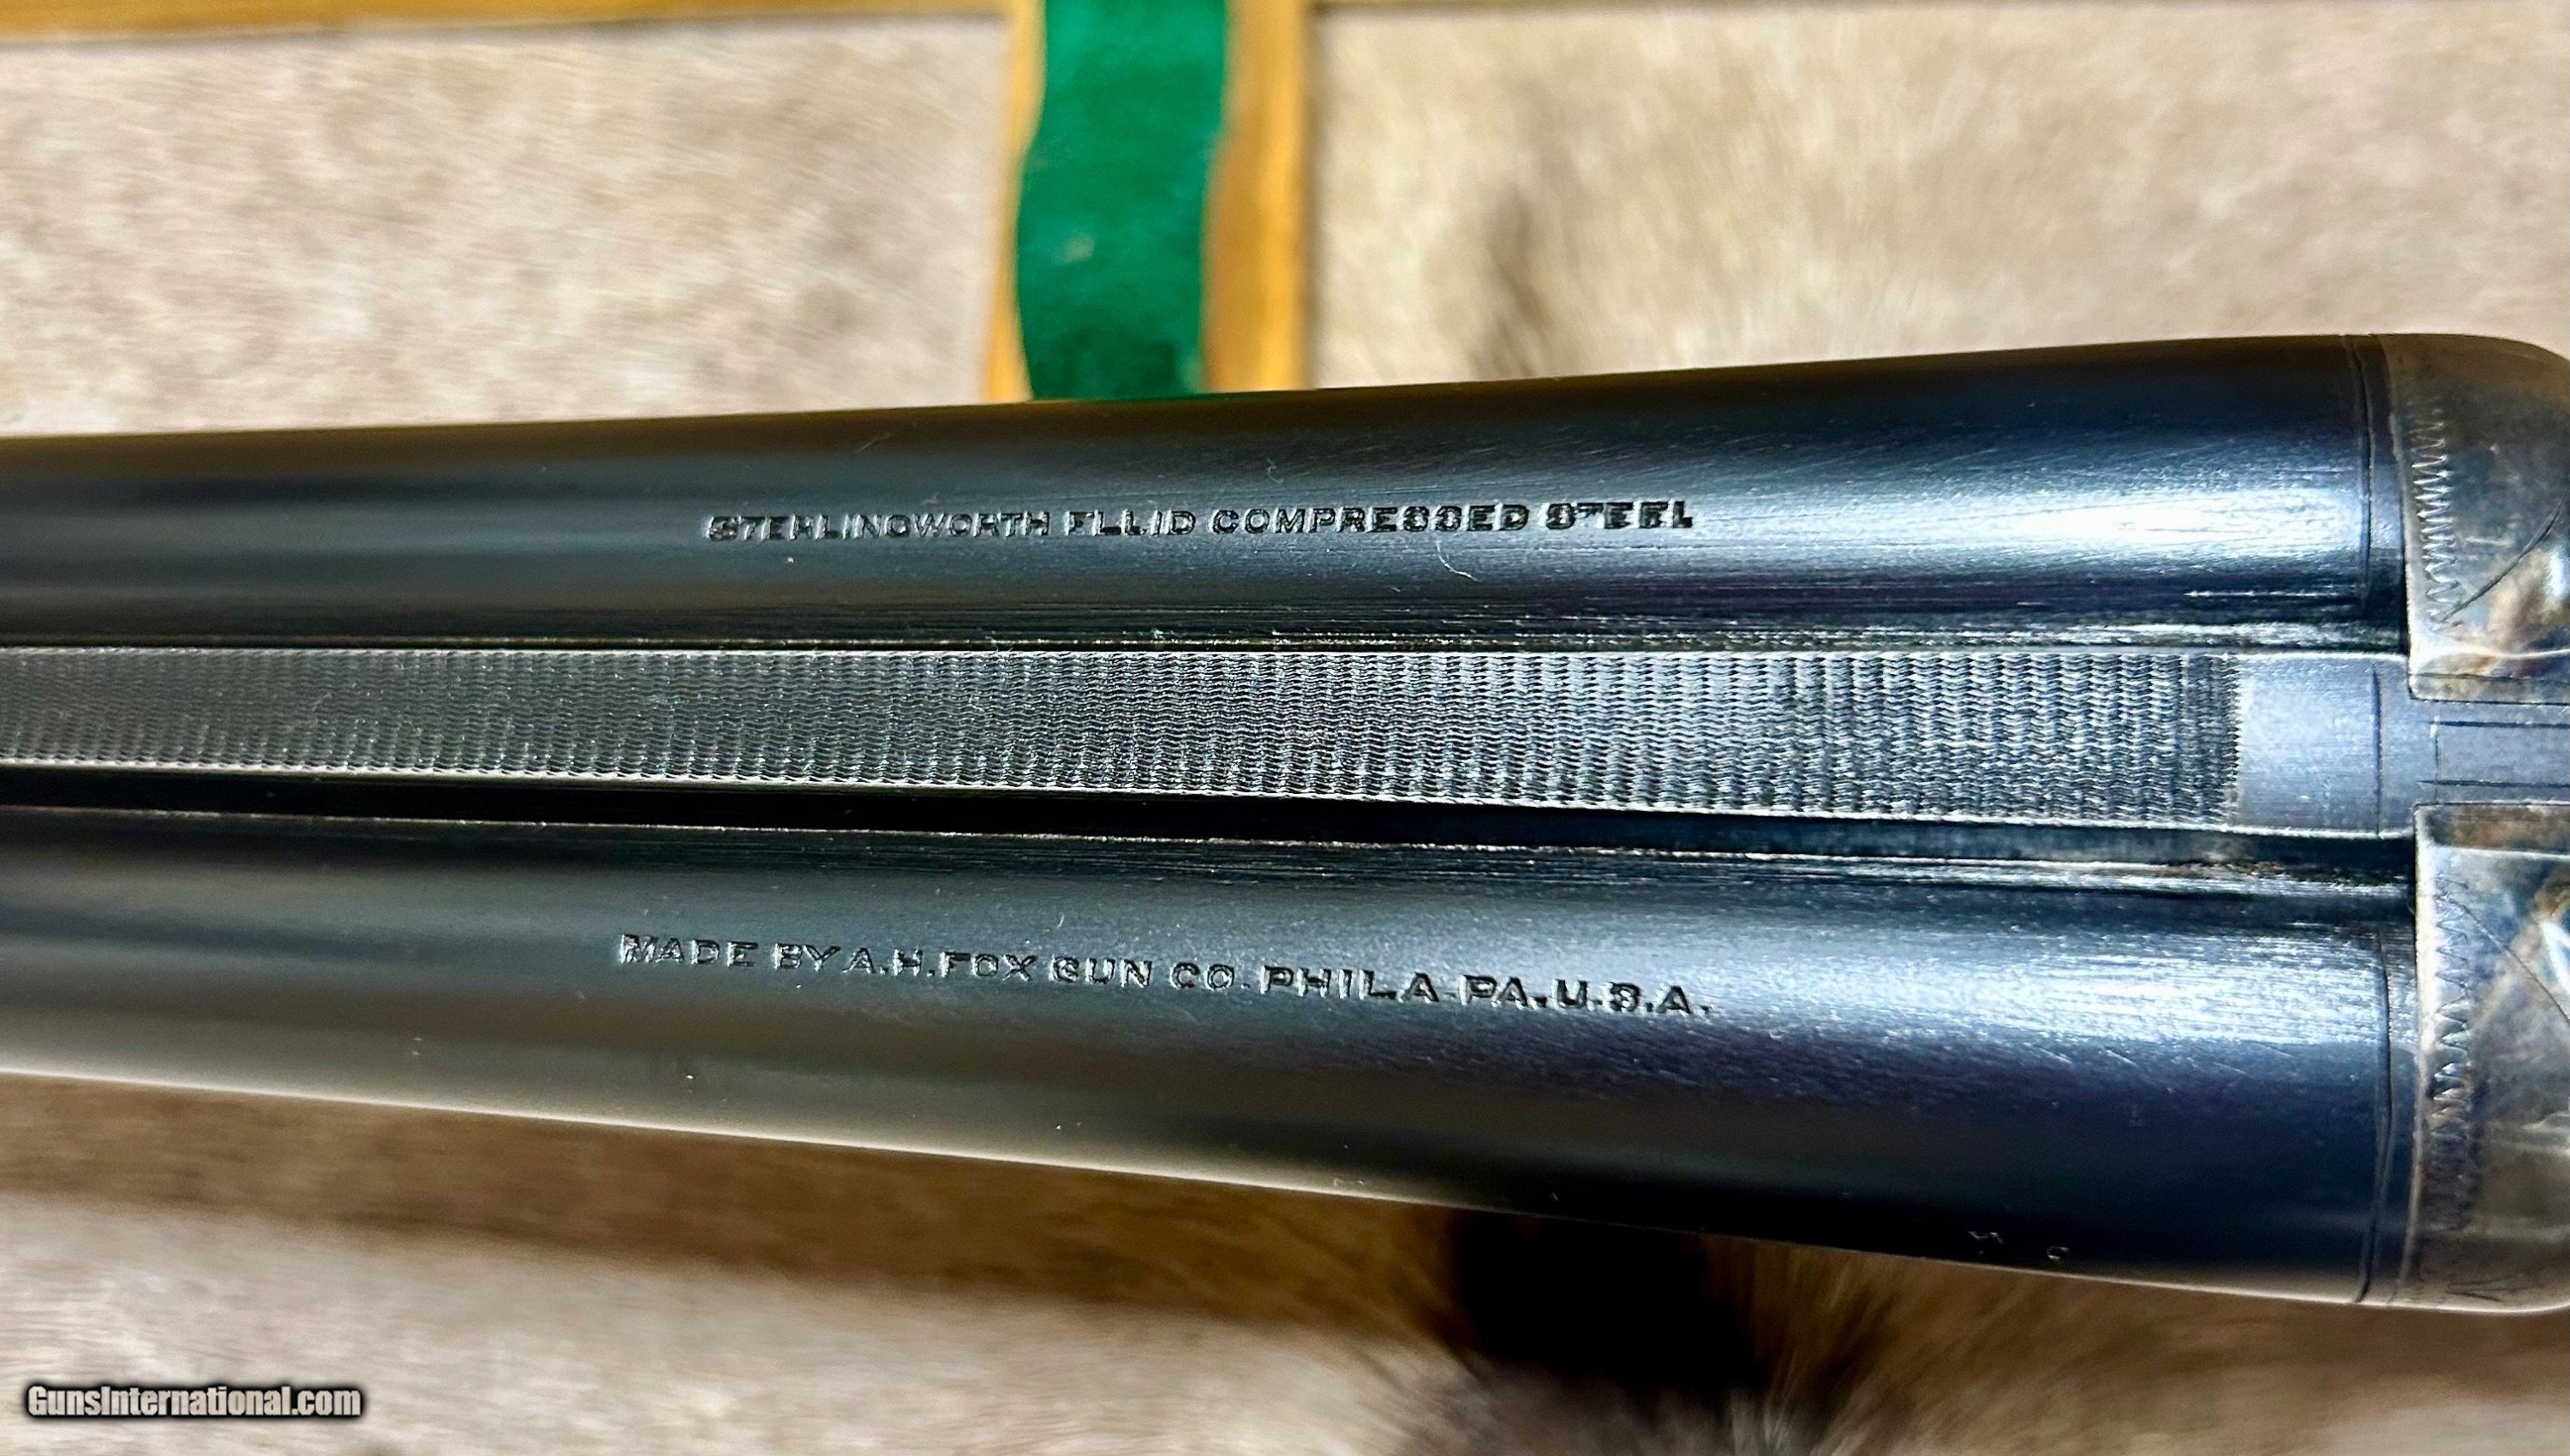 STERLINGWORTH FLUID COMPRESSED STEEL
MADE BY A.H.FOX GUN CO. PHILA. PA. U.S.A.
GunsInternational.com